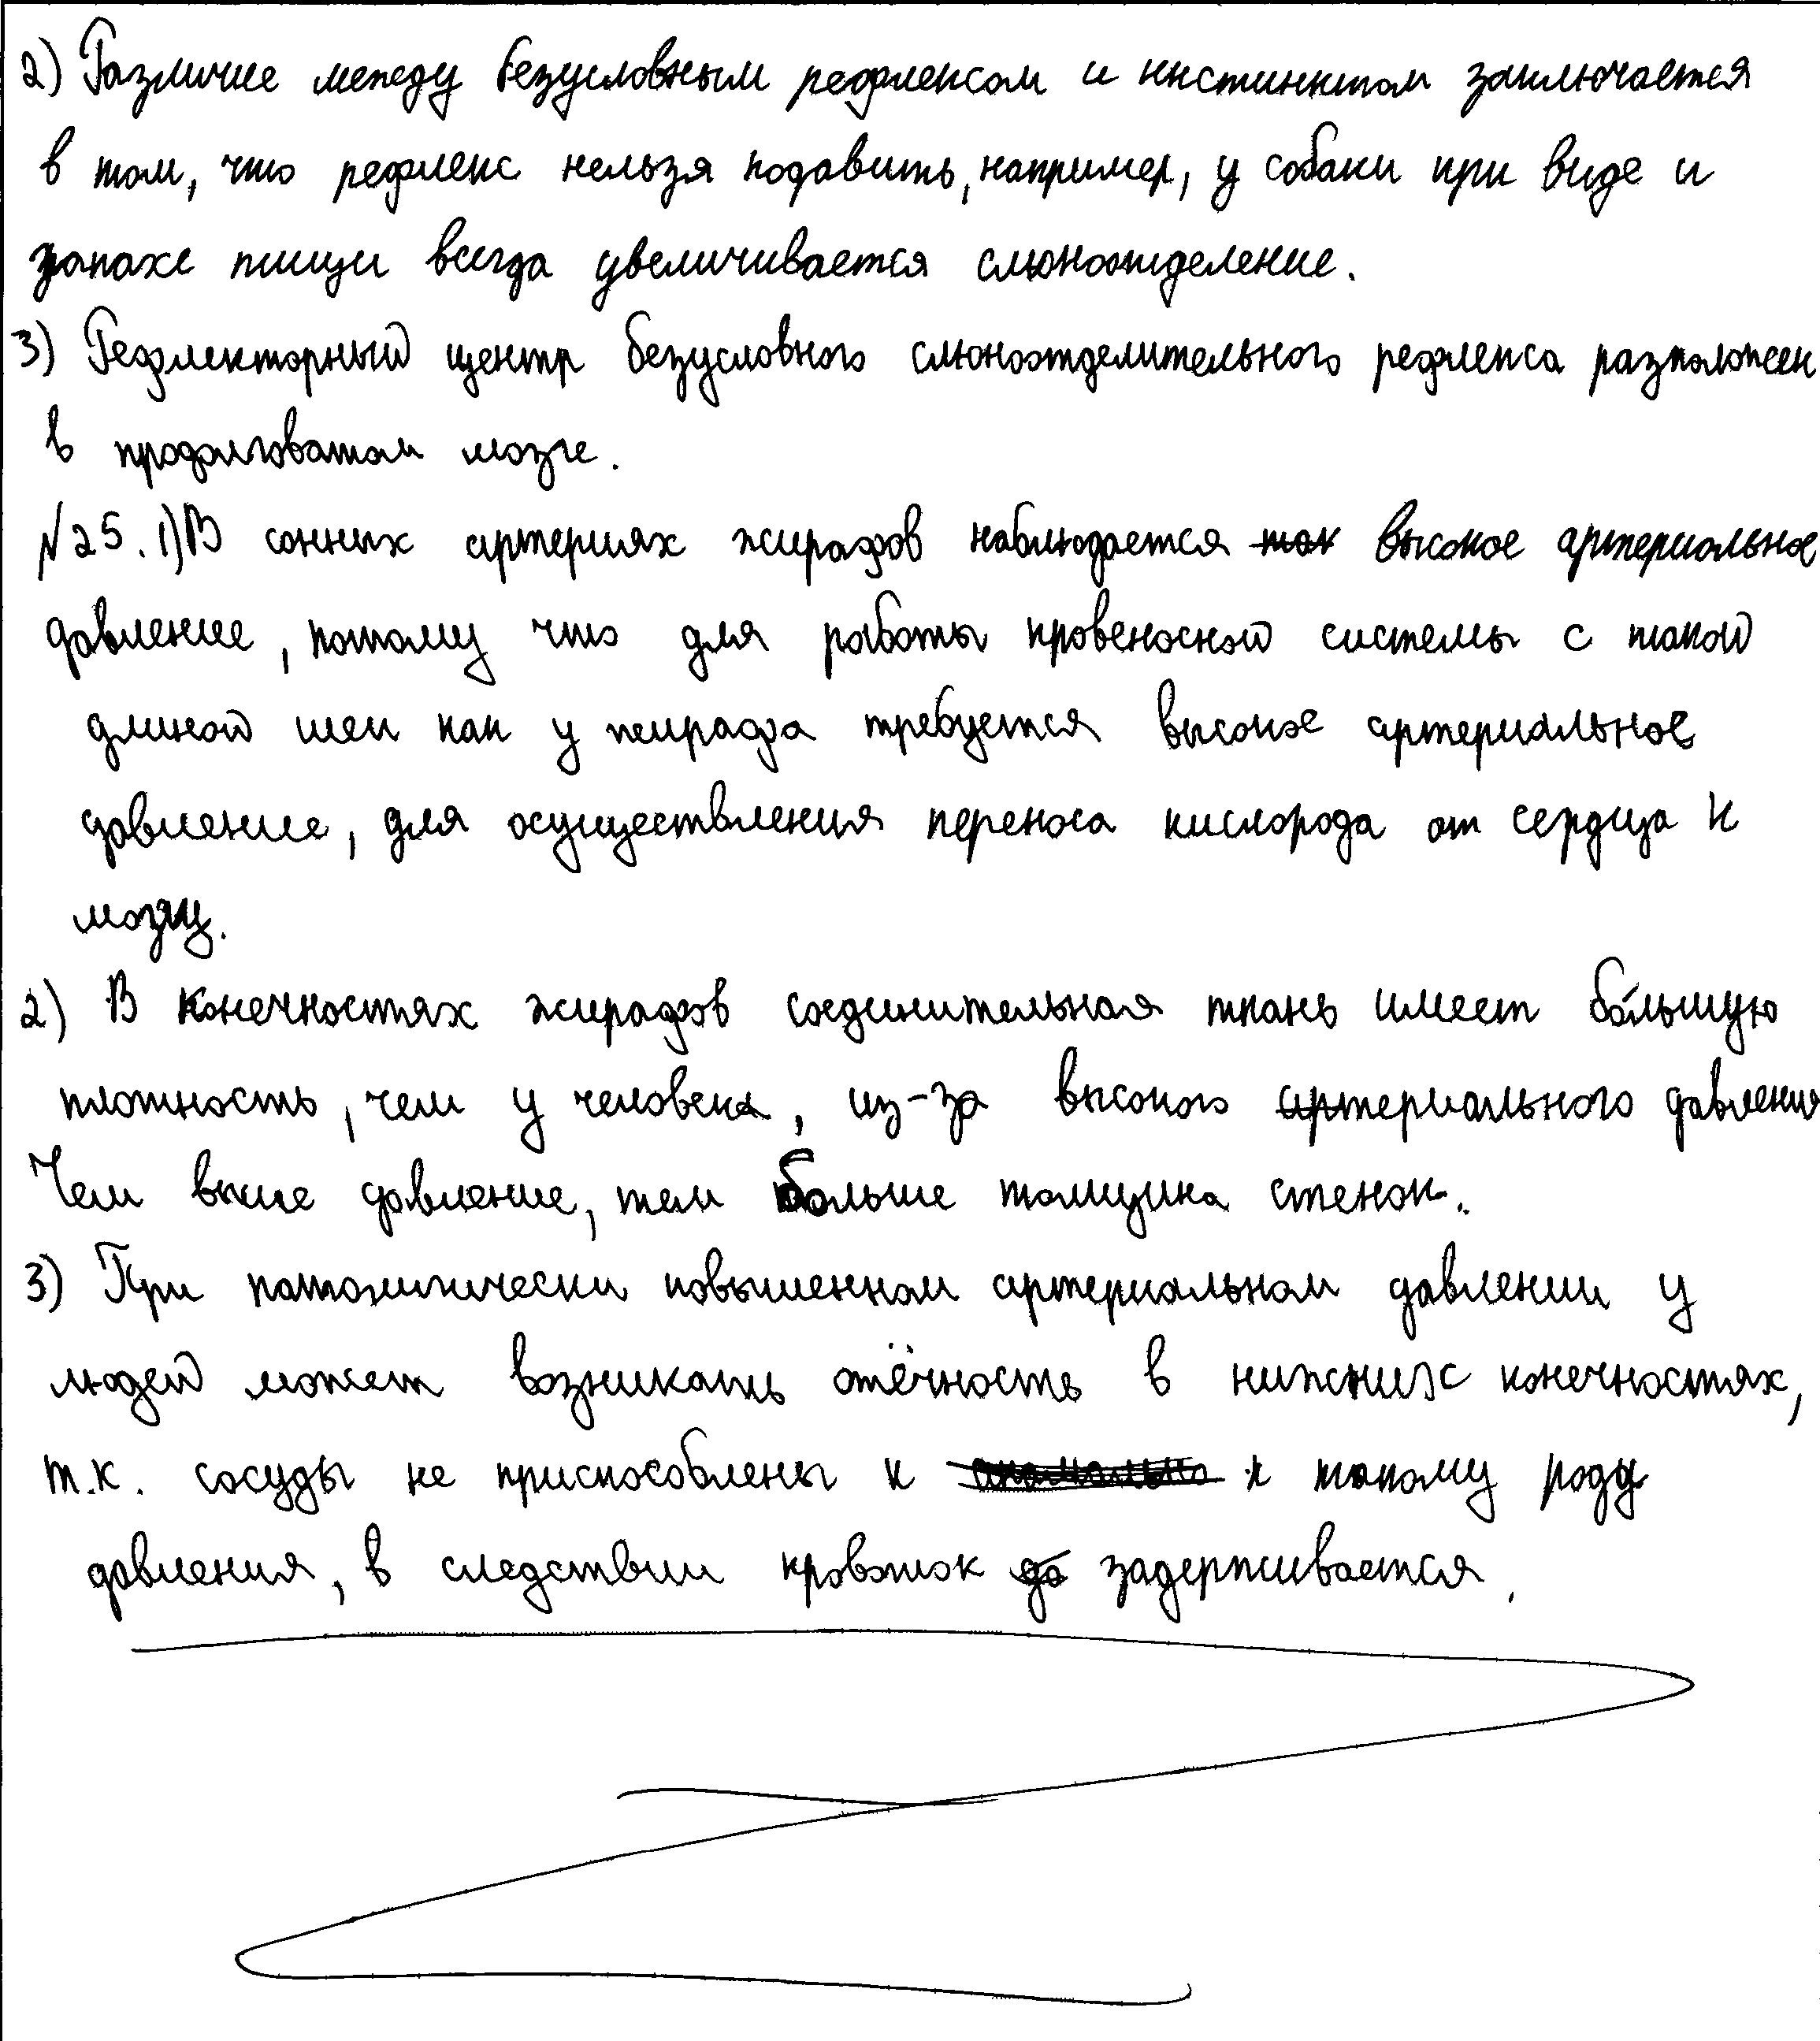 2) Различие между безусловным рефлексом и инстинктом заключается
в том, что рефлекс нельзя подавить, например, у собаки при виде и
запахе пищи всегда увеличивается слюноотделение.
3) Рефлекторный центр безусловного слюноотделительного рефлекса разположен
в продолговатом мозге.
№25. 1) В сонных артериях жирафов наблюдается так высокое артериальное
давление, потому что для работы кровеносной системы с такой
длиной шеи как у жирафа требуется высокое артериальное
давление, для осуществления переноса кислорода от сердца к
мозгу.
2) В конечностях жирафов соединительная ткань имеет бо́льшую
плотность, чем у человека, из-за высокого артериального давления
Чем выше давление, тем больше толщина стенок.
3) При патологически повышенном артериальном давлении у
людей может возникать отёчность в нижних конечностях,
т.к. сосуды не приспособлены к к такому роду
давления, в следствии кровоток задерживается.